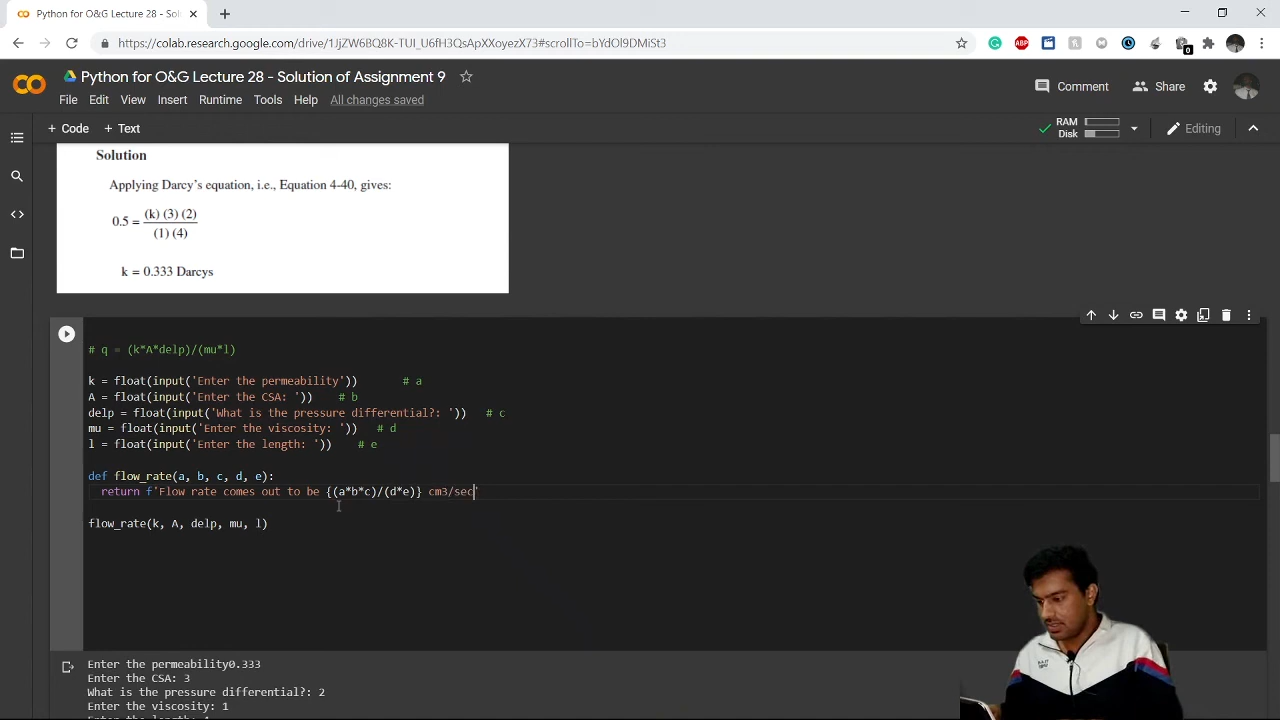 Python for O&G Lecture 28 - Sol
https://colab.research.google.com/drive/
Python for O&G Lecture 28 - Solution of Assignment 9
File Edit View Insert Runtime Tools Help All changes saved
Comment Share
+ Code + Text
RAM
Disk
Editing
Solution
Applying Darcy's equation, i.e., Equation 4-40, gives:
0.5 = (k) (3) (2)
(1) (4)
k = 0.333 Darcys
# q = (k*A*delp)/(mu*l)
k = float(input('Enter the permeability')) # a
A = float(input('Enter the CSA: ')) # b
delp = float(input('What is the pressure differential?: ')) # c
mu = float(input('Enter the viscosity: ')) # d
l = float(input('Enter the length: ')) # e
def flow_rate(a, b, c, d, e):
return f'Flow rate comes out to be {(a*b*c)/(d*e)} cm3/sec'
flow_rate(k, A, delp, mu, l)
Enter the permeability0.333
Enter the CSA: 3
What is the pressure differential?: 2
Enter the viscosity: 1
Enter the length: 4